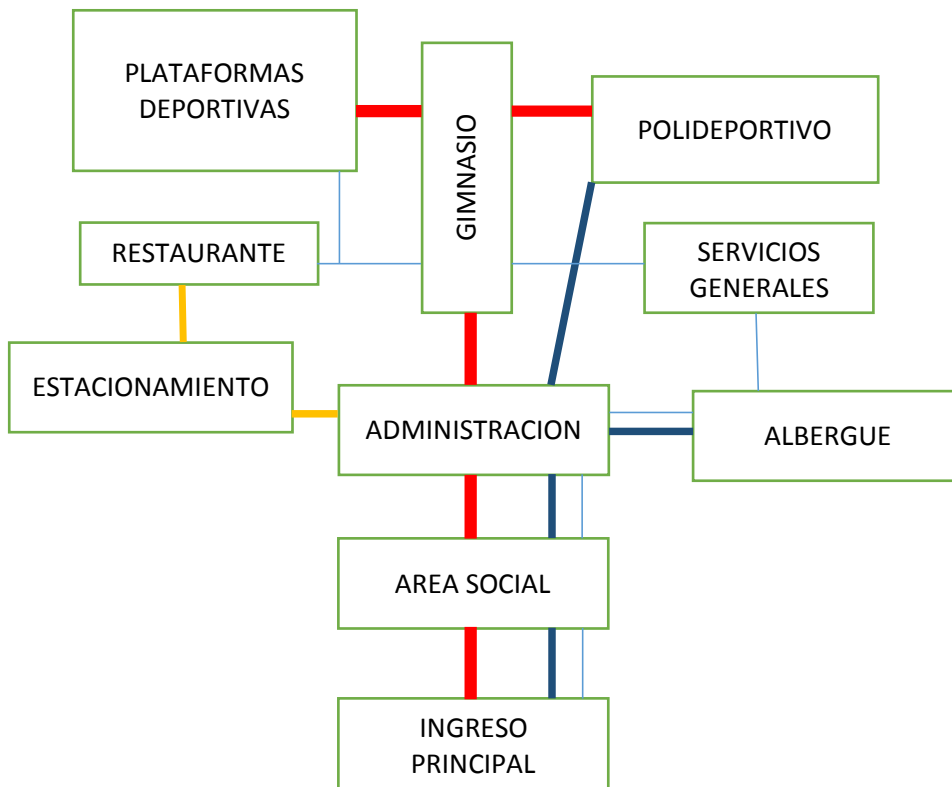 PLATAFORMAS
DEPORTIVAS
GIMNASIO
POLIDEPORTIVO
RESTAURANTE
SERVICIOS
GENERALES
ESTACIONAMIENTO
ADMINISTRACION
ALBERGUE
AREA SOCIAL
INGRESO
PRINCIPAL